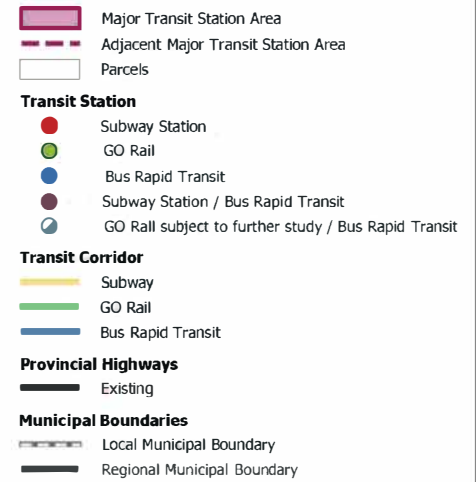 Major Transit Station Area
Adjacent Major Transit Station Area
Parcels
Transit Station
Subway Station
GO Rail
Bus Rapid Transit
Subway Station / Bus Rapid Transit
GO Rail subject to further study / Bus Rapid Transit
Transit Corridor
Subway
GO Rail
Bus Rapid Transit
Provincial Highways
Existing
Municipal Boundaries
Local Municipal Boundary
Regional Municipal Boundary